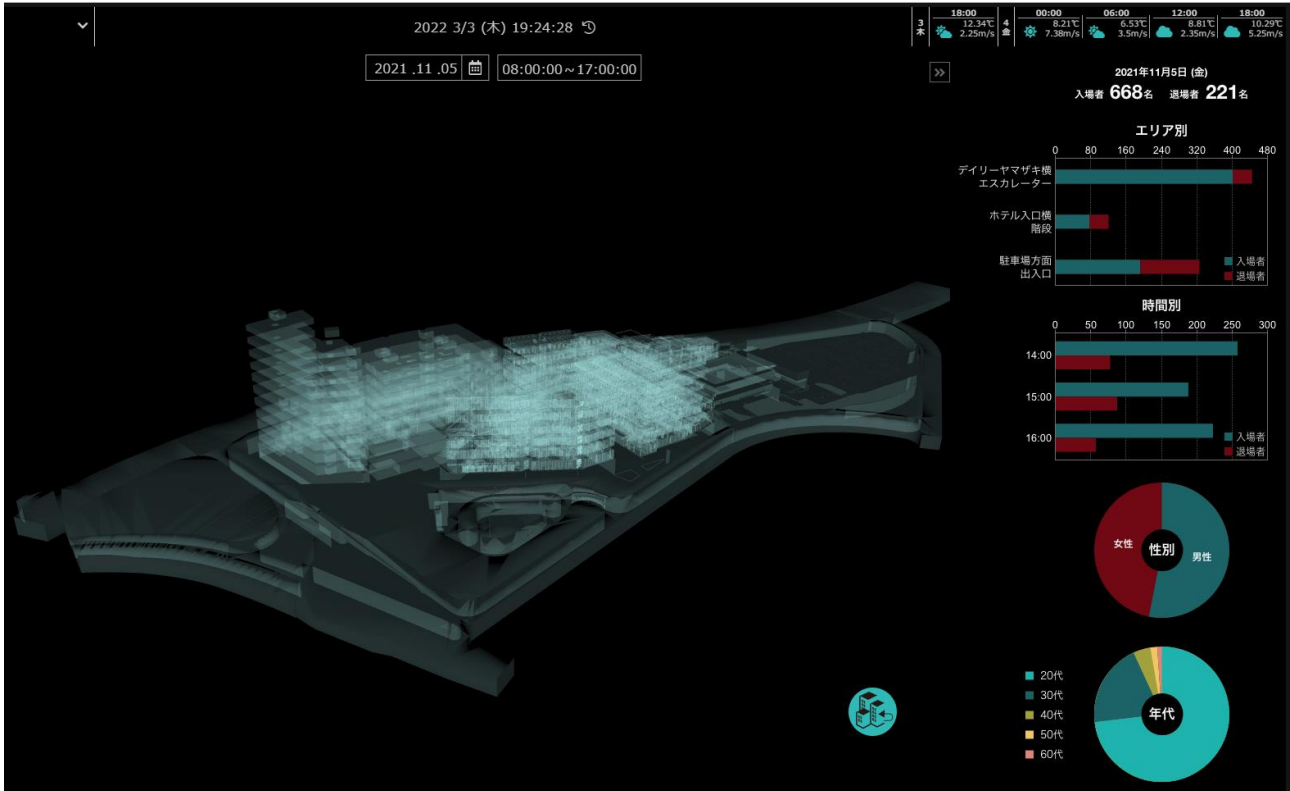 2022 3/3 (木) 19:24:28
3
木
18:00
12.34℃
2.25m/s
4
金
00:00
8.21℃
7.38m/s
06:00
6.53℃
3.5m/s
12:00
8.81℃
2.35m/s
18:00
10.29℃
5.25m/s
2021 .11 .05
08:00:00～17:00:00
»
2021年11月5日 (金)
入場者 668名 退場者 221名
エリア別
0 80 160 240 320 400 480
デイリーヤマザキ横
エスカレーター
ホテル入口横
階段
駐車場方面
出入口
入場者
退場者
時間別
0 50 100 150 200 250 300
14:00
15:00
16:00
入場者
退場者
女性
性別
男性
20代
30代
40代
50代
60代
年代